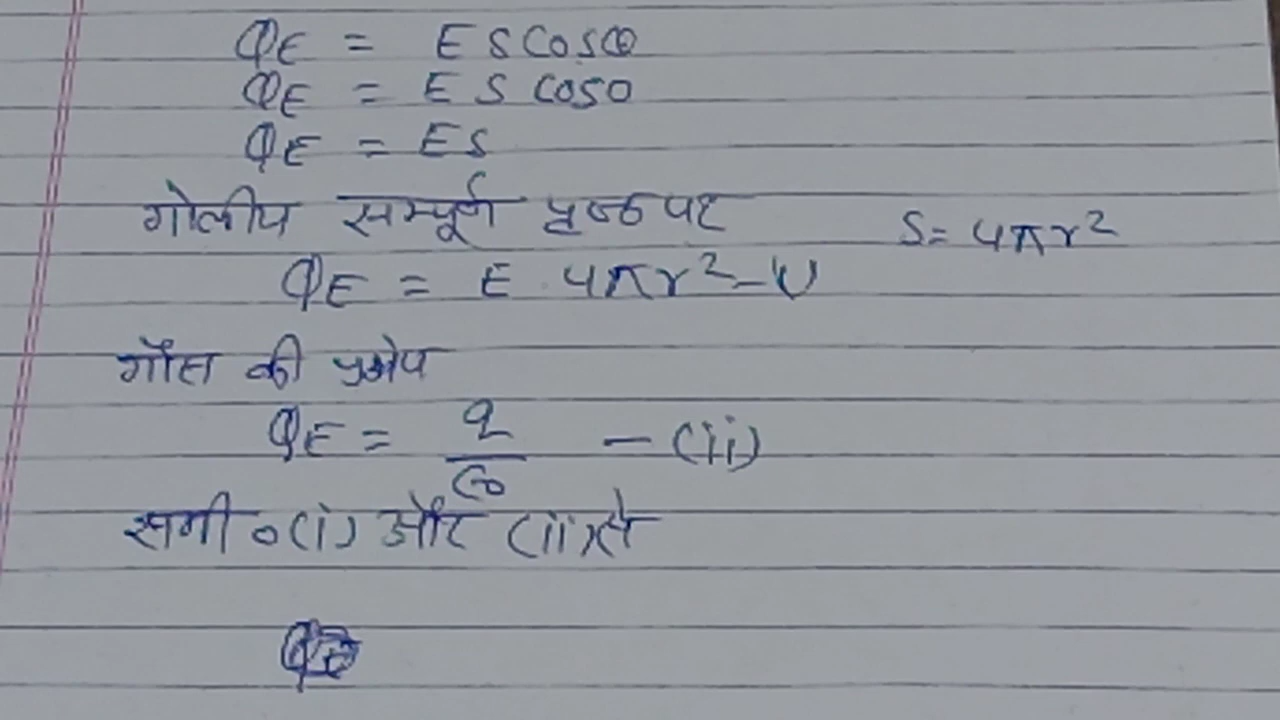 ΦE = ES cosθ
ΦE = ES cos0
ΦE = ES
गोलीय सम्पूर्ण पृष्ठ पर S = 4πr²
ΦE = E . 4πr² – (i)
गॉस की प्रमेय
ΦE = q/ϵ₀ – (ii)
समी० (i) और (ii) से